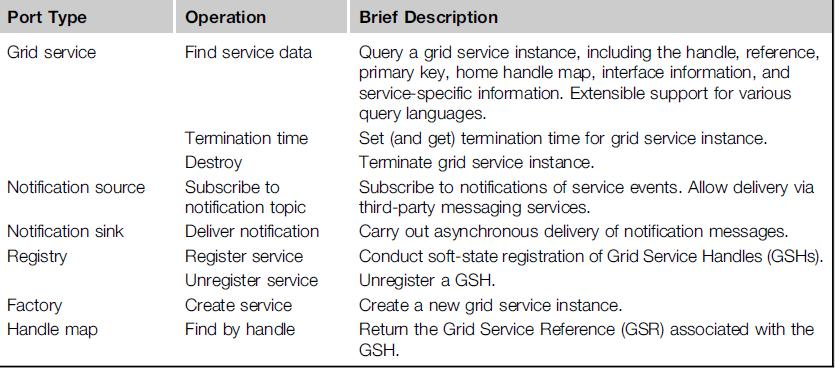 Port Type Operation Brief Description
Grid service Find service data Query a grid service instance, including the handle, reference,
primary key, home handle map, interface information, and
service-specific information. Extensible support for various
query languages.
Termination time Set (and get) termination time for grid service instance.
Destroy Terminate grid service instance.
Notification source Subscribe to Subscribe to notifications of service events. Allow delivery via
notification topic third-party messaging services.
Notification sink Deliver notification Carry out asynchronous delivery of notification messages.
Registry Register service Conduct soft-state registration of Grid Service Handles (GSHs).
Unregister service Unregister a GSH.
Factory Create service Create a new grid service instance.
Handle map Find by handle Return the Grid Service Reference (GSR) associated with the
GSH.